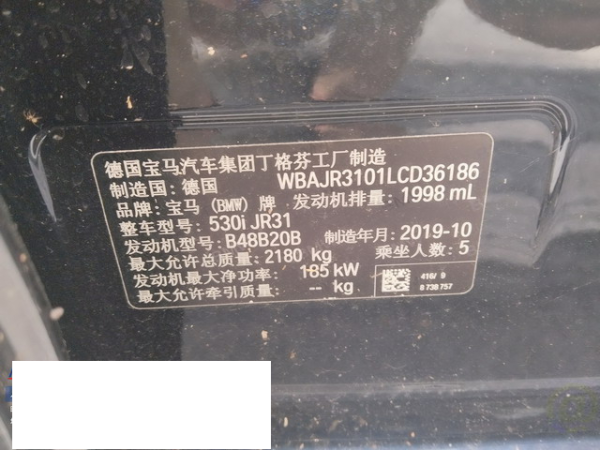 德国宝马汽车集团丁格芬工厂制造
制造国: 德国 WBAJR3101LCD36186
品牌: 宝马 (BMW) 牌 发动机排量: 1998 mL
整车型号: 530i JR31
发动机型号: B48B20B 制造年月: 2019-10
最大允许总质量: 2180 kg 乘坐人数: 5
发动机最大净功率: 185 kW
最大允许牵引质量: -- kg
416/ 9
8 738 757